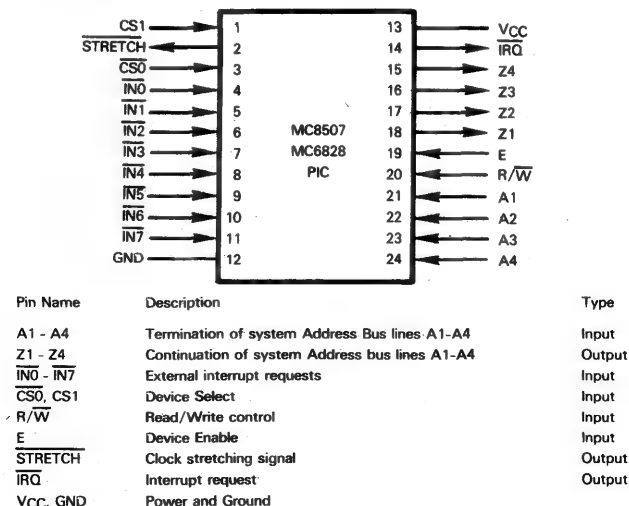 CS1 1 13 VCC
STRETCH 2 14 IRQ
CS0 3 15 Z4
IN0 4 16 Z3
IN1 5 17 Z2
IN2 6 MC8507 18 Z1
IN3 7 MC6828 19 E
IN4 8 PIC 20 R/W
IN5 9 21 A1
IN6 10 22 A2
IN7 11 23 A3
GND 12 24 A4
Pin Name Description Type
A1 - A4 Termination of system Address Bus lines A1-A4 Input
Z1 - Z4 Continuation of system Address bus lines A1-A4 Output
IN0 - IN7 External interrupt requests Input
CS0, CS1 Device Select Input
R/W Read/Write control Input
E Device Enable Input
STRETCH Clock stretching signal Output
IRQ Interrupt request Output
VCC, GND Power and Ground